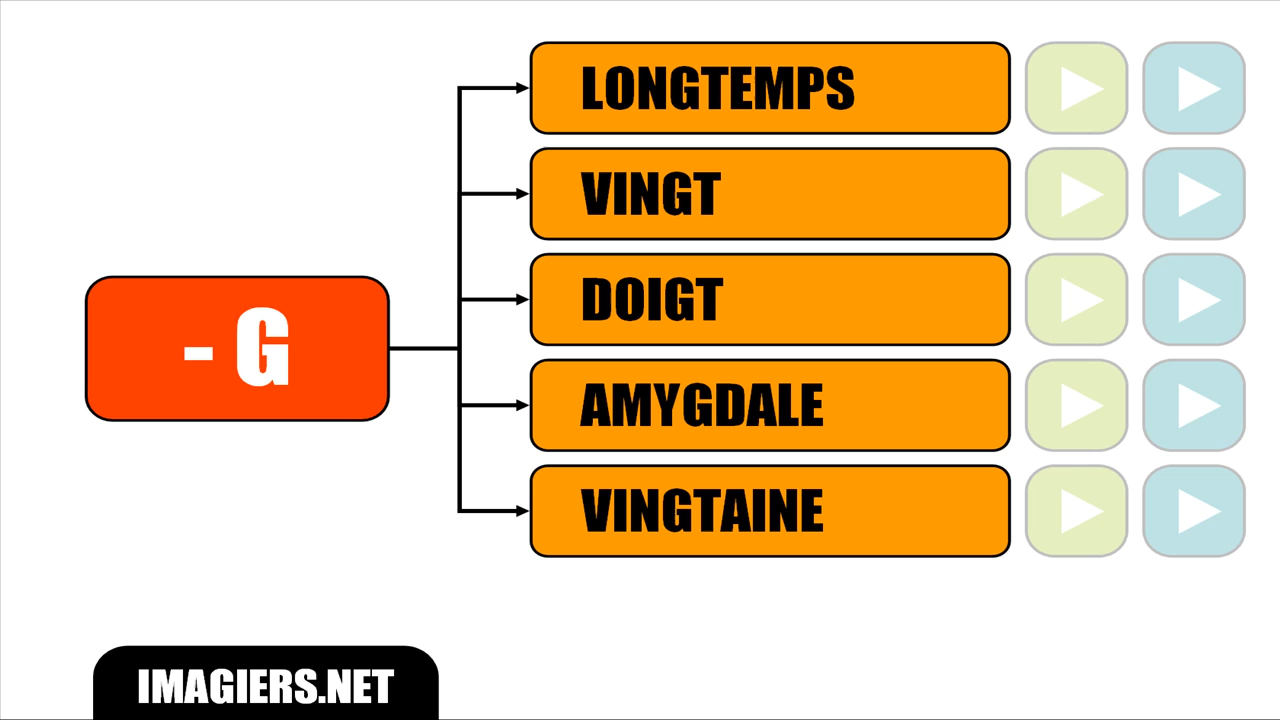 LONGTEMPS
VINGT
DOIGT
- G
AMYGDALE
VINGTAINE
IMAGIERS.NET